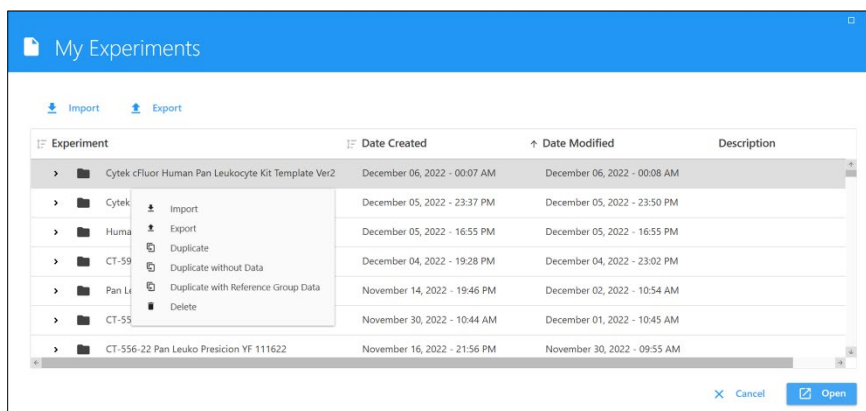 My Experiments
Import Export
Experiment Date Created Date Modified Description
Cytek cFluor Human Pan Leukocyte Kit Template Ver2 December 06, 2022 - 00:07 AM December 06, 2022 - 00:08 AM
Cytek December 05, 2022 - 23:37 PM December 05, 2022 - 23:50 PM
Import
Huma December 05, 2022 - 16:55 PM December 05, 2022 - 16:55 PM
Export
Duplicate
CT-59 December 04, 2022 - 19:28 PM December 04, 2022 - 23:02 PM
Duplicate without Data
Pan Le November 14, 2022 - 19:46 PM December 02, 2022 - 10:54 AM
Duplicate with Reference Group Data
Delete
CT-55 November 30, 2022 - 10:44 AM December 01, 2022 - 10:45 AM
CT-556-22 Pan Leuko Presicion YF 111622 November 16, 2022 - 21:56 PM November 30, 2022 - 09:55 AM
Cancel Open